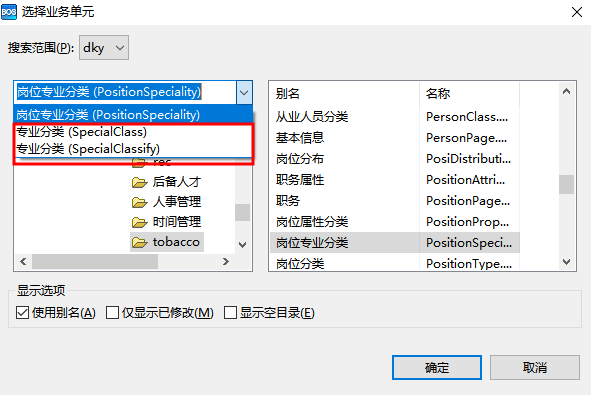 BOS 选择业务单元
搜索范围(P): dky
岗位专业分类 (PositionSpeciality)
岗位专业分类 (PositionSpeciality)
专业分类 (SpecialClass)
专业分类 (SpecialClassify)
rec
后备人才
人事管理
时间管理
tobacco
别名 名称
从业人员分类 PersonClass....
基本信息 PersonPage....
岗位分布 PosiDistributi...
职务属性 PositionAttri...
职务 PositionPage...
岗位属性分类 PositionProp...
岗位专业分类 PositionSpeci...
岗位分类 PositionType....
显示选项
使用别名(A) 仅显示已修改(M) 显示空目录(E)
确定 取消